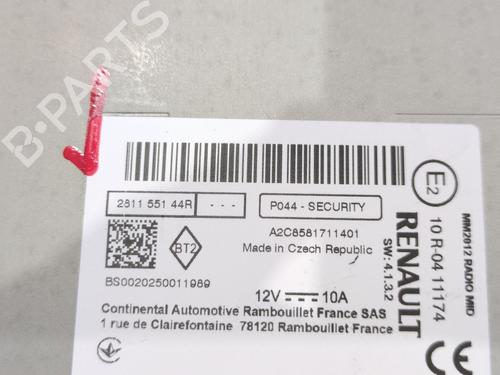 B-PARTS
2811 551 44R - - -
P044 - SECURITY
A2C8581711401
Made in Czech Republic
BT2
BS0020250011989
12V 10A
Continental Automotive Rambouillet France SAS
1 rue de Clairefontaine 78120 Rambouillet France
RENAULT
SW: 4.1.3.2
E2
10 R-04 11174
MM2012 RADIO MID
CE